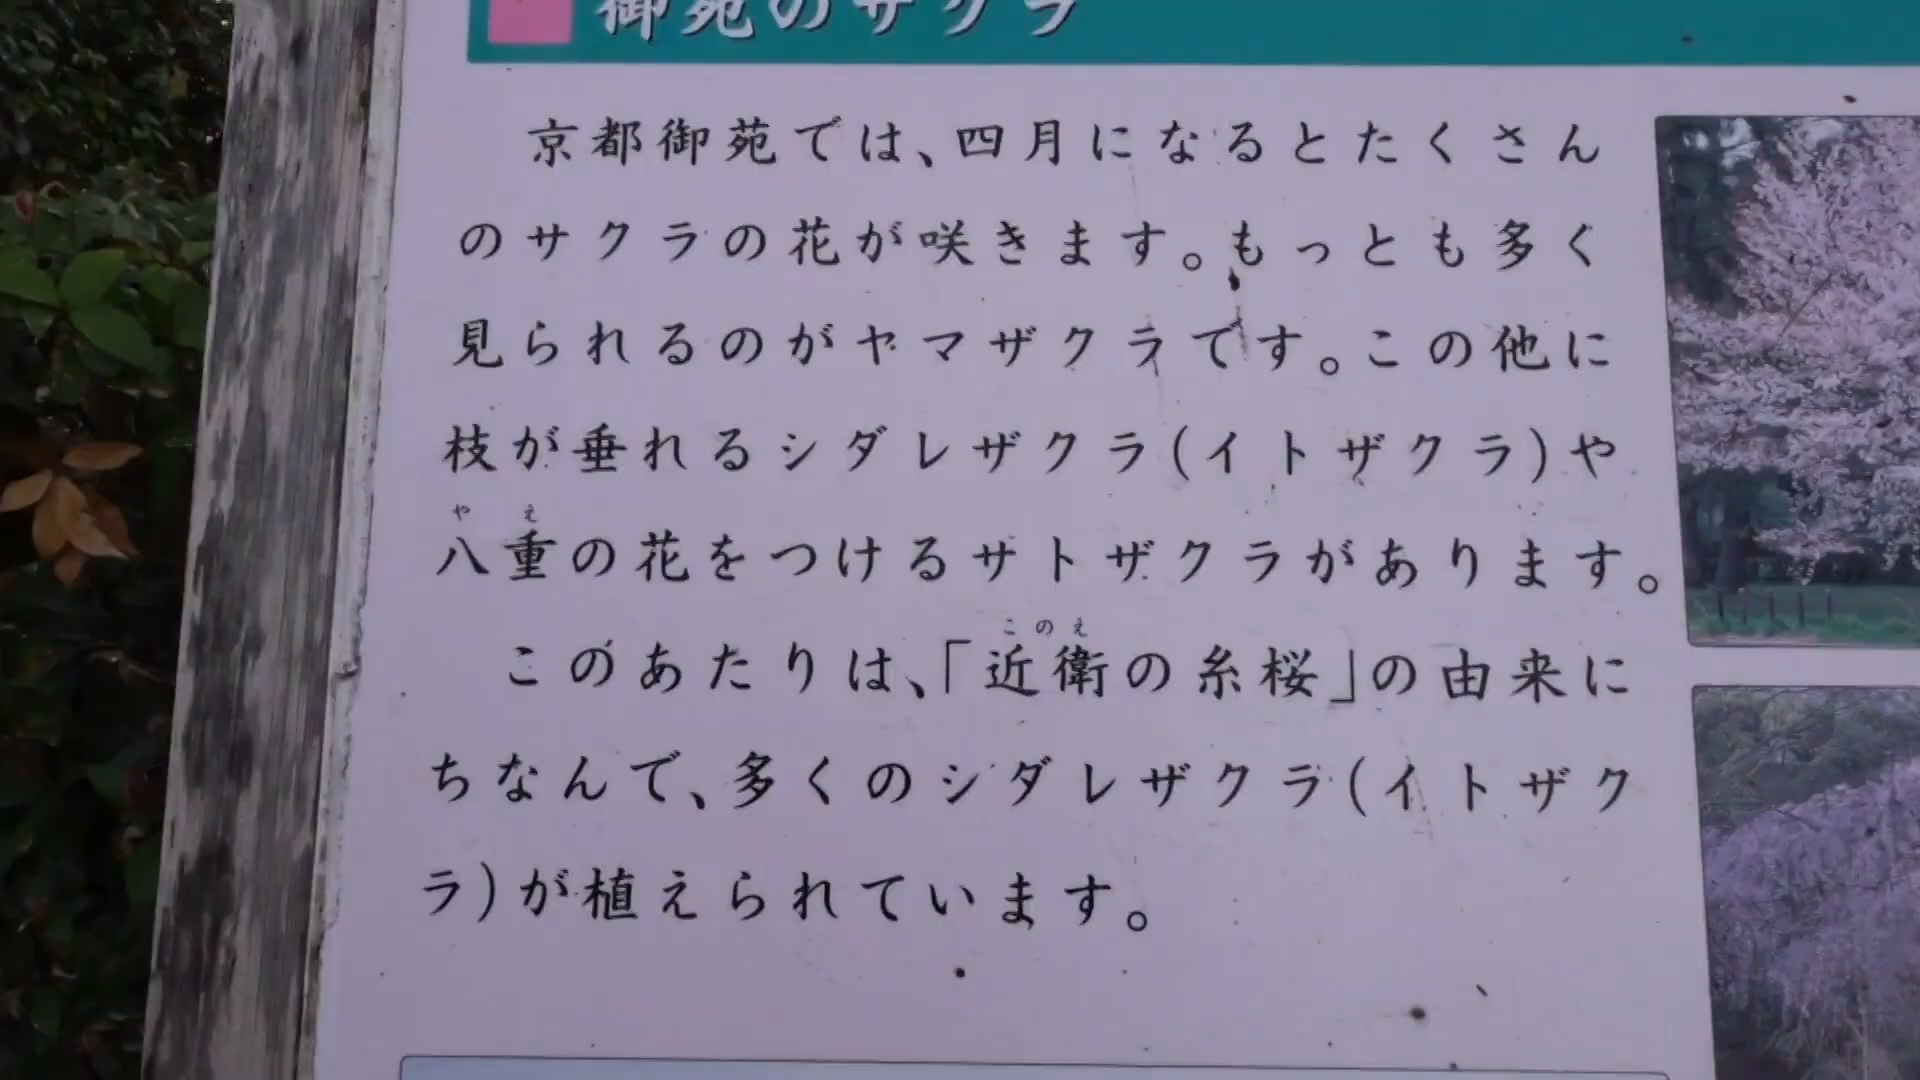 御苑のサクラ
京都御苑では、四月になるとたくさん
のサクラの花が咲きます。もっとも多く
見られるのがヤマザクラです。この他に
枝が垂れるシダレザクラ(イトザクラ)や
やえ
八重の花をつけるサトザクラがあります。
このえ
このあたりは、「近衛の糸桜」の由来に
ちなんで、多くのシダレザクラ(イトザク
ラ)が植えられています。